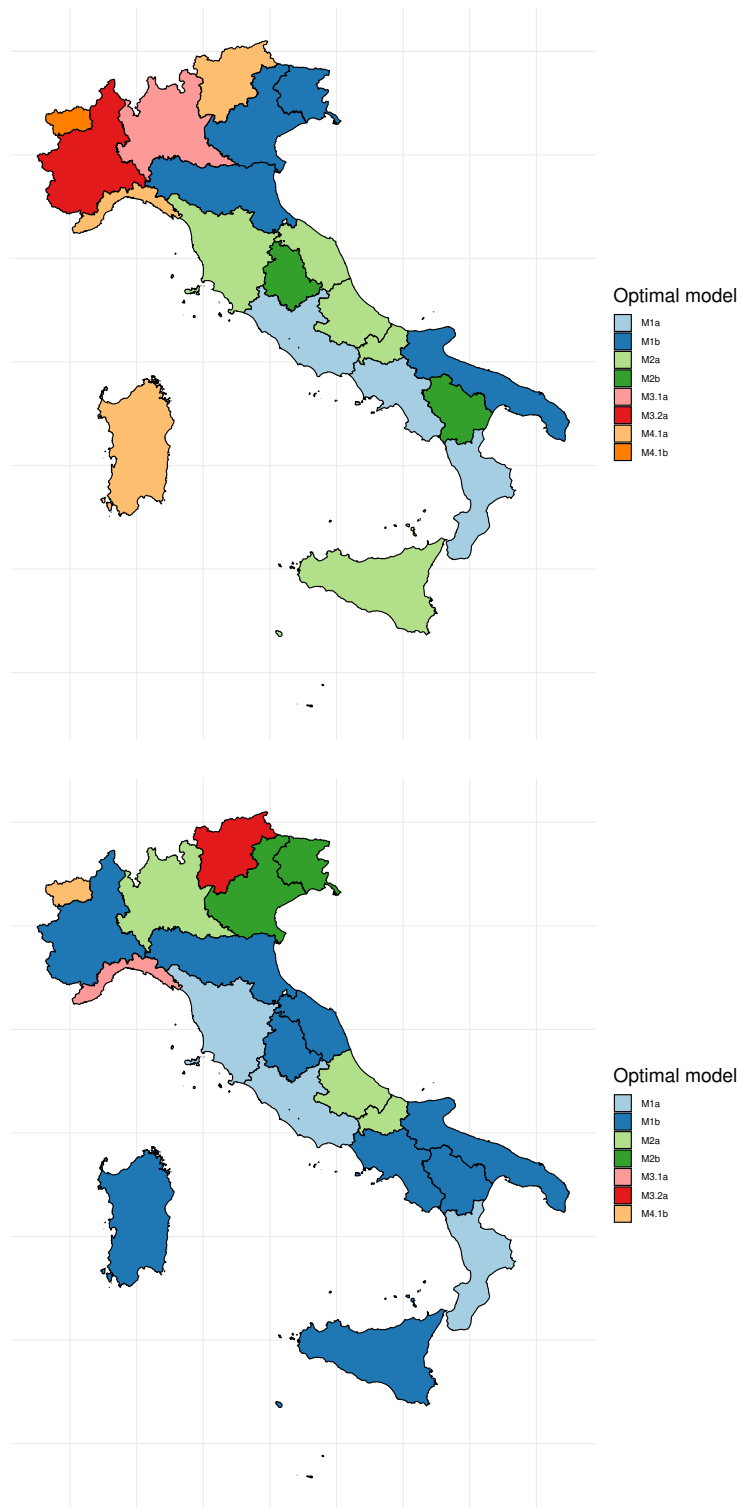 Optimal model
M1a
M1b
M2a
M2b
M3.1a
M3.2a
M4.1a
M4.1b
Optimal model
M1a
M1b
M2a
M2b
M3.1a
M3.2a
M4.1b